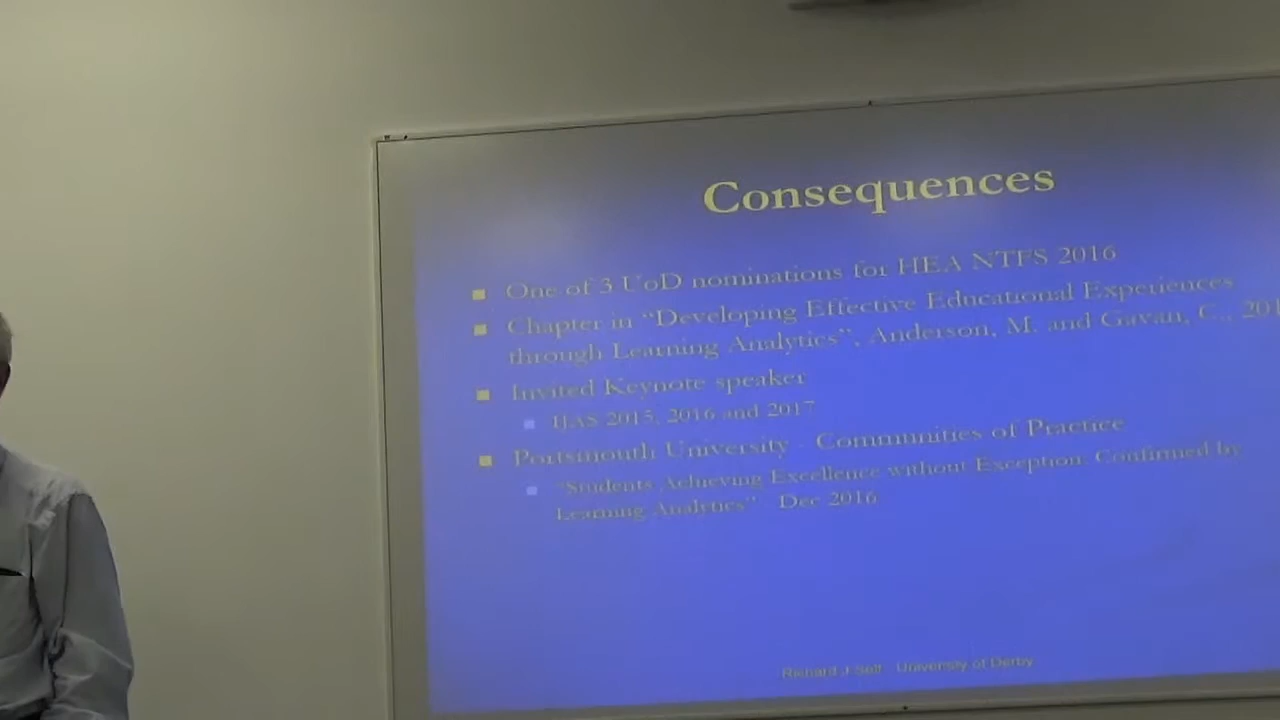 Consequences
One of 3 UoD nominations for HEA NTFS 2016
Chapter in "Developing Effective Educational Experiences
through Learning Analytics", Anderson, M. and Gavan, C.,
Invited Keynote speaker
IJAS 2015, 2016 and 2017
Portsmouth University - Communities of Practice
"Students Achieving Excellence without Exception: Confirmed by
Learning Analytics" Dec 2016
Richard J Self - University of Derby